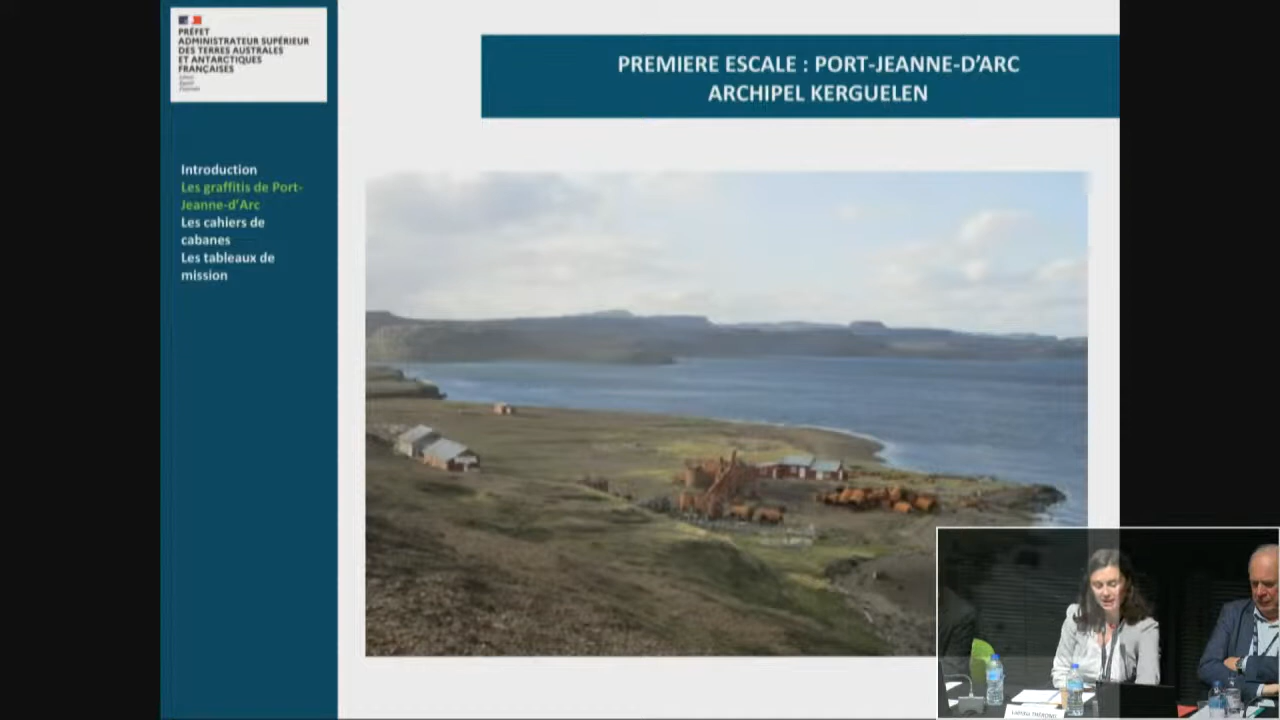 PRÉFET
ADMINISTRATEUR SUPÉRIEUR
DES TERRES AUSTRALES
ET ANTARCTIQUES
FRANÇAISES
PREMIERE ESCALE : PORT-JEANNE-D'ARC
ARCHIPEL KERGUELEN
Introduction
Les graffitis de Port-
Jeanne-d'Arc
Les cahiers de
cabanes
Les tableaux de
mission